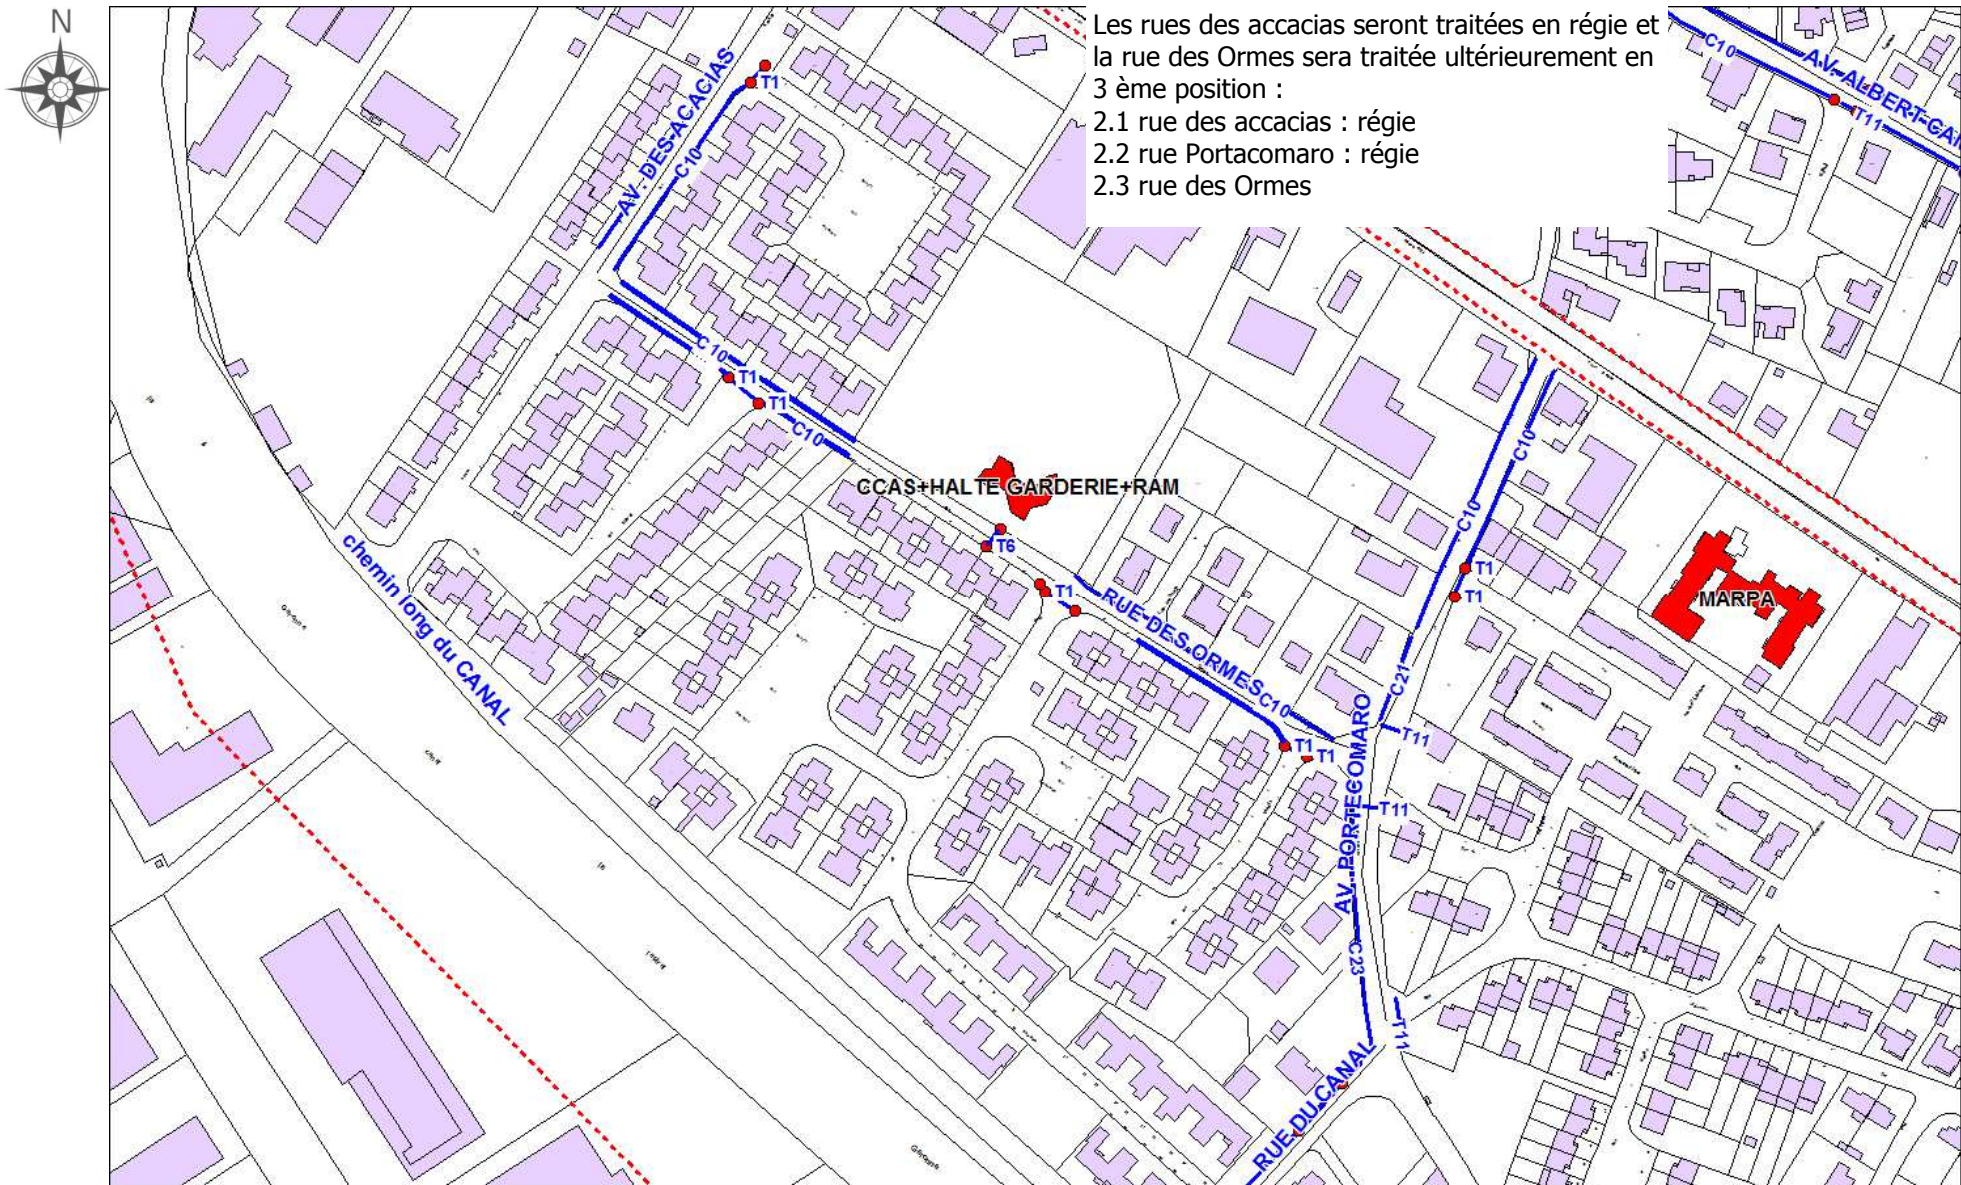 N
Les rues des accacias seront traitées en régie et
la rue des Ormes sera traitée ultérieurement en
3 ème position :
2.1 rue des accacias : régie
2.2 rue Portacomaro : régie
2.3 rue des Ormes
C10
T11
T1
AV. DES ACACIAS
C10
C10
T1
T1
C10
CCAS+HALTE GARDERIE+RAM
T6
T1
RUE DES ORMES
C10
T1
T1
C10
C10
T1
T1
MARPA
C21
T11
T11
AV. PORTECOMARO
C23
T11
RUE DU CANAL
chemin long du CANAL